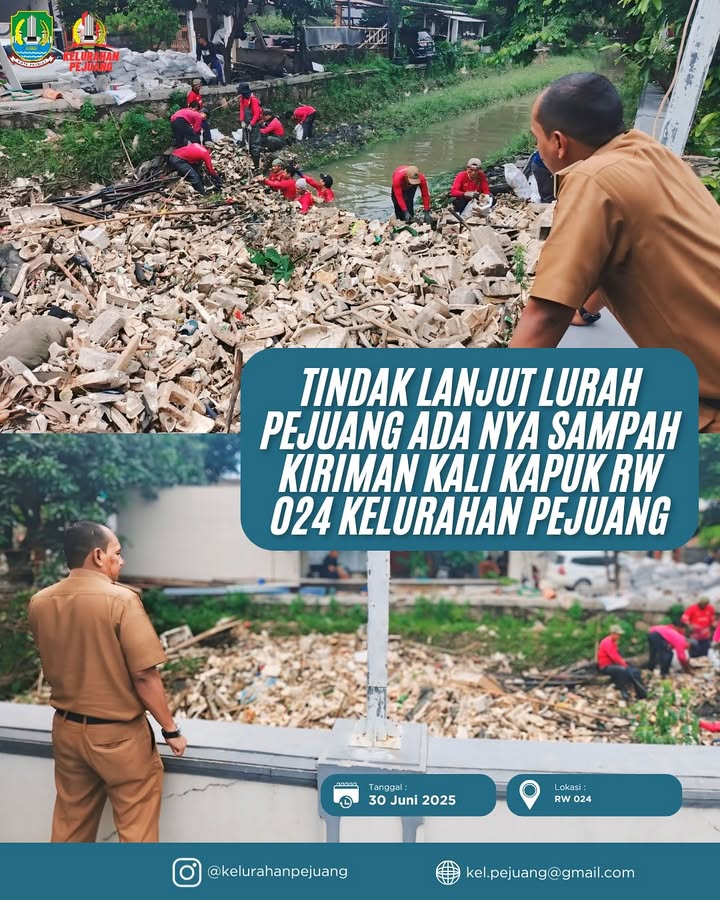 KELURAHAN
PEJUANG
TINDAK LANJUT LURAH
PEJUANG ADA NYA SAMPAH
KIRIMAN KALI KAPUK RW
024 KELURAHAN PEJUANG
Tanggal :
30 Juni 2025
Lokasi :
RW 024
@kelurahanpejuang
kel.pejuang@gmail.com